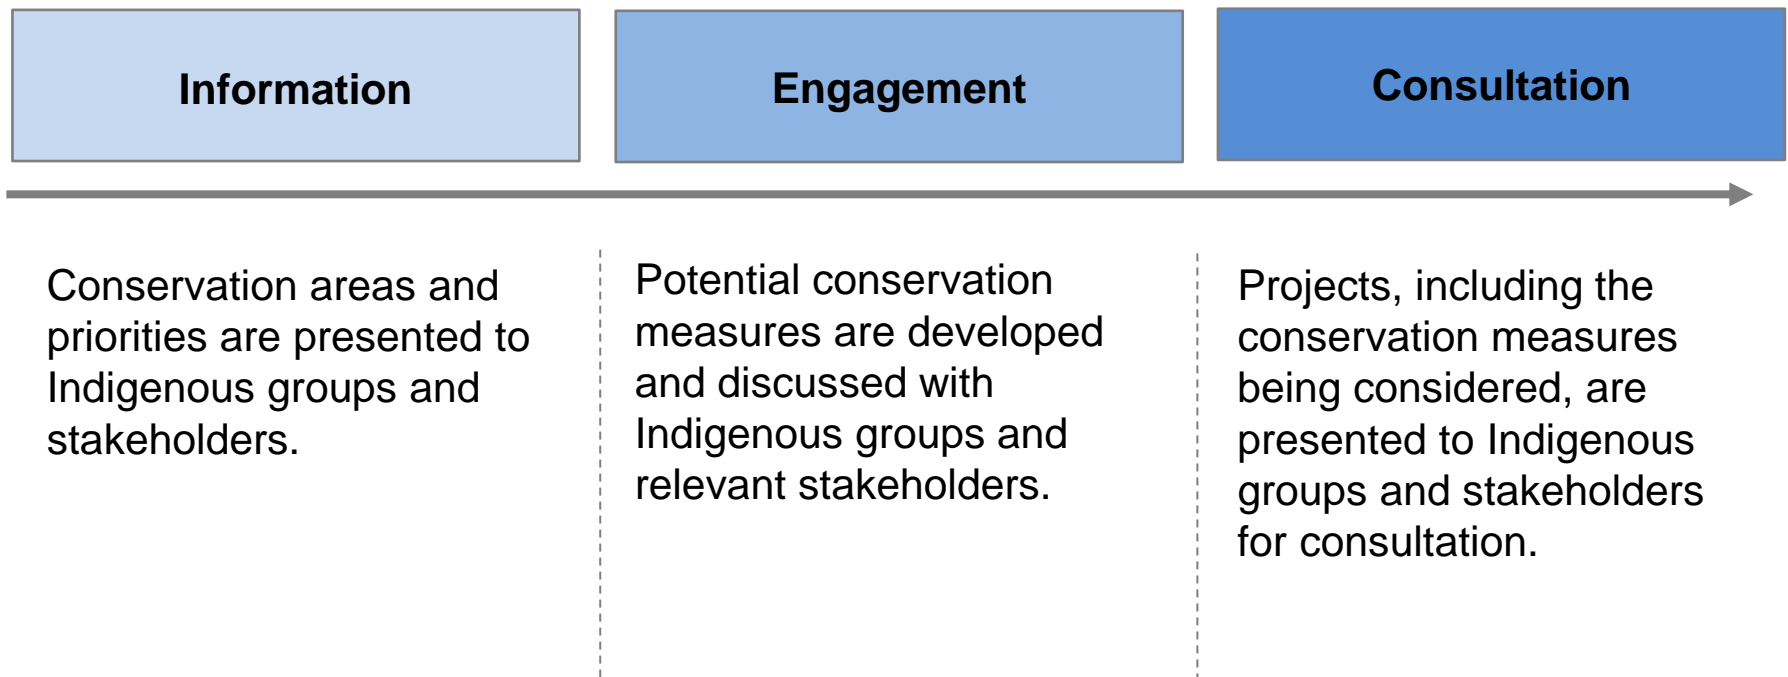 Information
Engagement
Consultation
Conservation areas and
priorities are presented to
Indigenous groups and
stakeholders.
Potential conservation
measures are developed
and discussed with
Indigenous groups and
relevant stakeholders.
Projects, including the
conservation measures
being considered, are
presented to Indigenous
groups and stakeholders
for consultation.